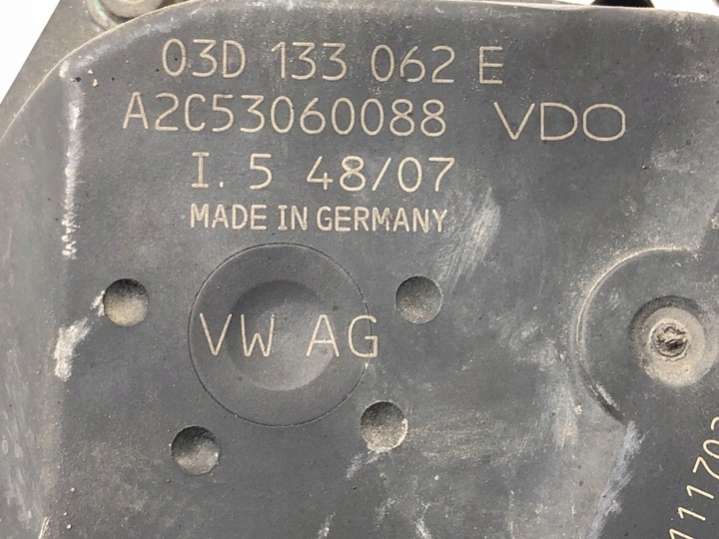 03D 133 062 E
A2C53060088 VDO
I.5 48/07
MADE IN GERMANY
VW AG